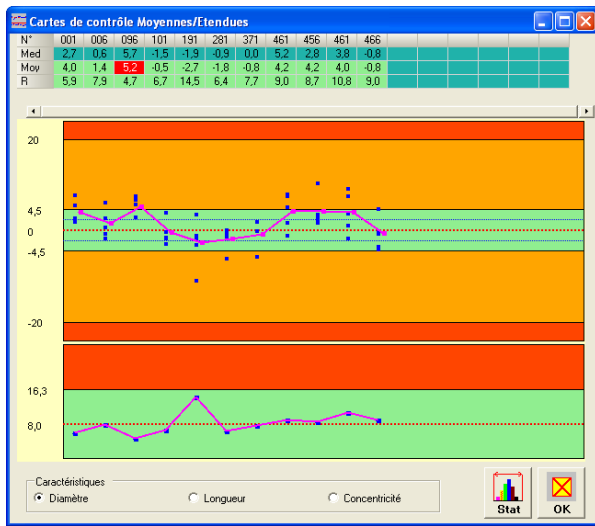 Cartes de contrôle Moyennes/Etendues
N° 001 006 096 101 191 281 371 461 456 461 466
Med 2,7 0,6 5,7 -1,5 -1,9 -0,9 0,0 5,2 2,8 3,8 -0,8
Moy 4,0 1,4 5,2 -0,5 -2,7 -1,8 -0,8 4,2 4,2 4,0 -0,8
R 5,9 7,9 4,7 6,7 14,5 6,4 7,7 9,0 8,7 10,8 9,0
20
4,5
0
-4,5
-20
16,3
8,0
Caractéristiques
Diamètre Longueur Concentricité
Stat OK